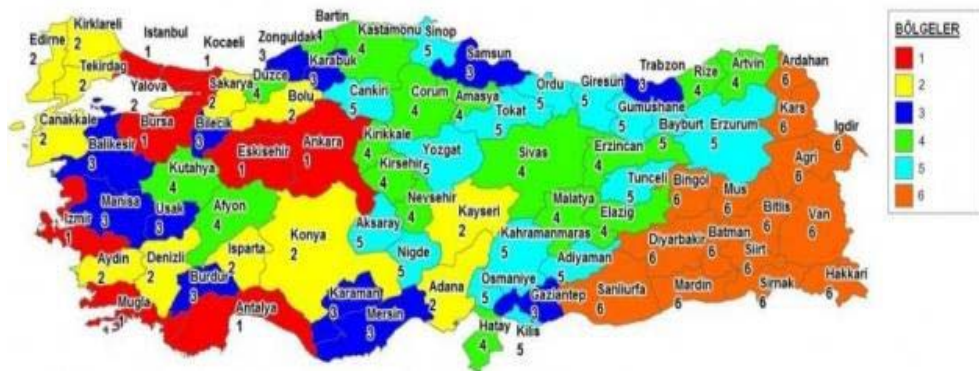 Kirklareli
2
Edirne
2
Tekirdag
2
Istanbul
1
Kocaeli
1
Yalova
2
Sakarya
2
Düzce
4
Bolu
2
Zonguldak
3
Bartin
4
Karabuk
3
Kastamonu
4
Sinop
5
Samsun
3
Cankiri
5
Corum
4
Amasya
4
Tokat
5
Ordu
5
Giresun
5
Trabzon
3
Gumushane
5
Rize
4
Artvin
4
Ardahan
6
Kars
6
Igdir
6
Bayburt
5
Erzurum
5
Agri
6
Canakkale
2
Balikesir
3
Bursa
1
Bilecik
3
Eskisehir
1
Ankara
1
Kirikkale
4
Yozgat
5
Kirsehir
4
Sivas
4
Erzincan
4
Tunceli
5
Bingol
6
Mus
6
Bitlis
6
Van
6
Kutahya
4
Manisa
3
Usak
3
Afyon
4
Izmir
1
Aydin
2
Denizli
2
Isparta
2
Burdur
3
Mugla
1
Antalya
1
Konya
2
Aksaray
5
Nevsehir
4
Nigde
5
Kayseri
2
Karaman
3
Mersin
3
Adana
2
Malatya
4
Elazig
4
Kahramanmaras
5
Adiyaman
5
Osmaniye
5
Gaziantep
3
Hatay
4
Kilis
5
Diyarbakir
6
Batman
6
Siirt
6
Sanliurfa
6
Mardin
6
Sirnak
6
Hakkari
6
BÖLGELER
1
2
3
4
5
6